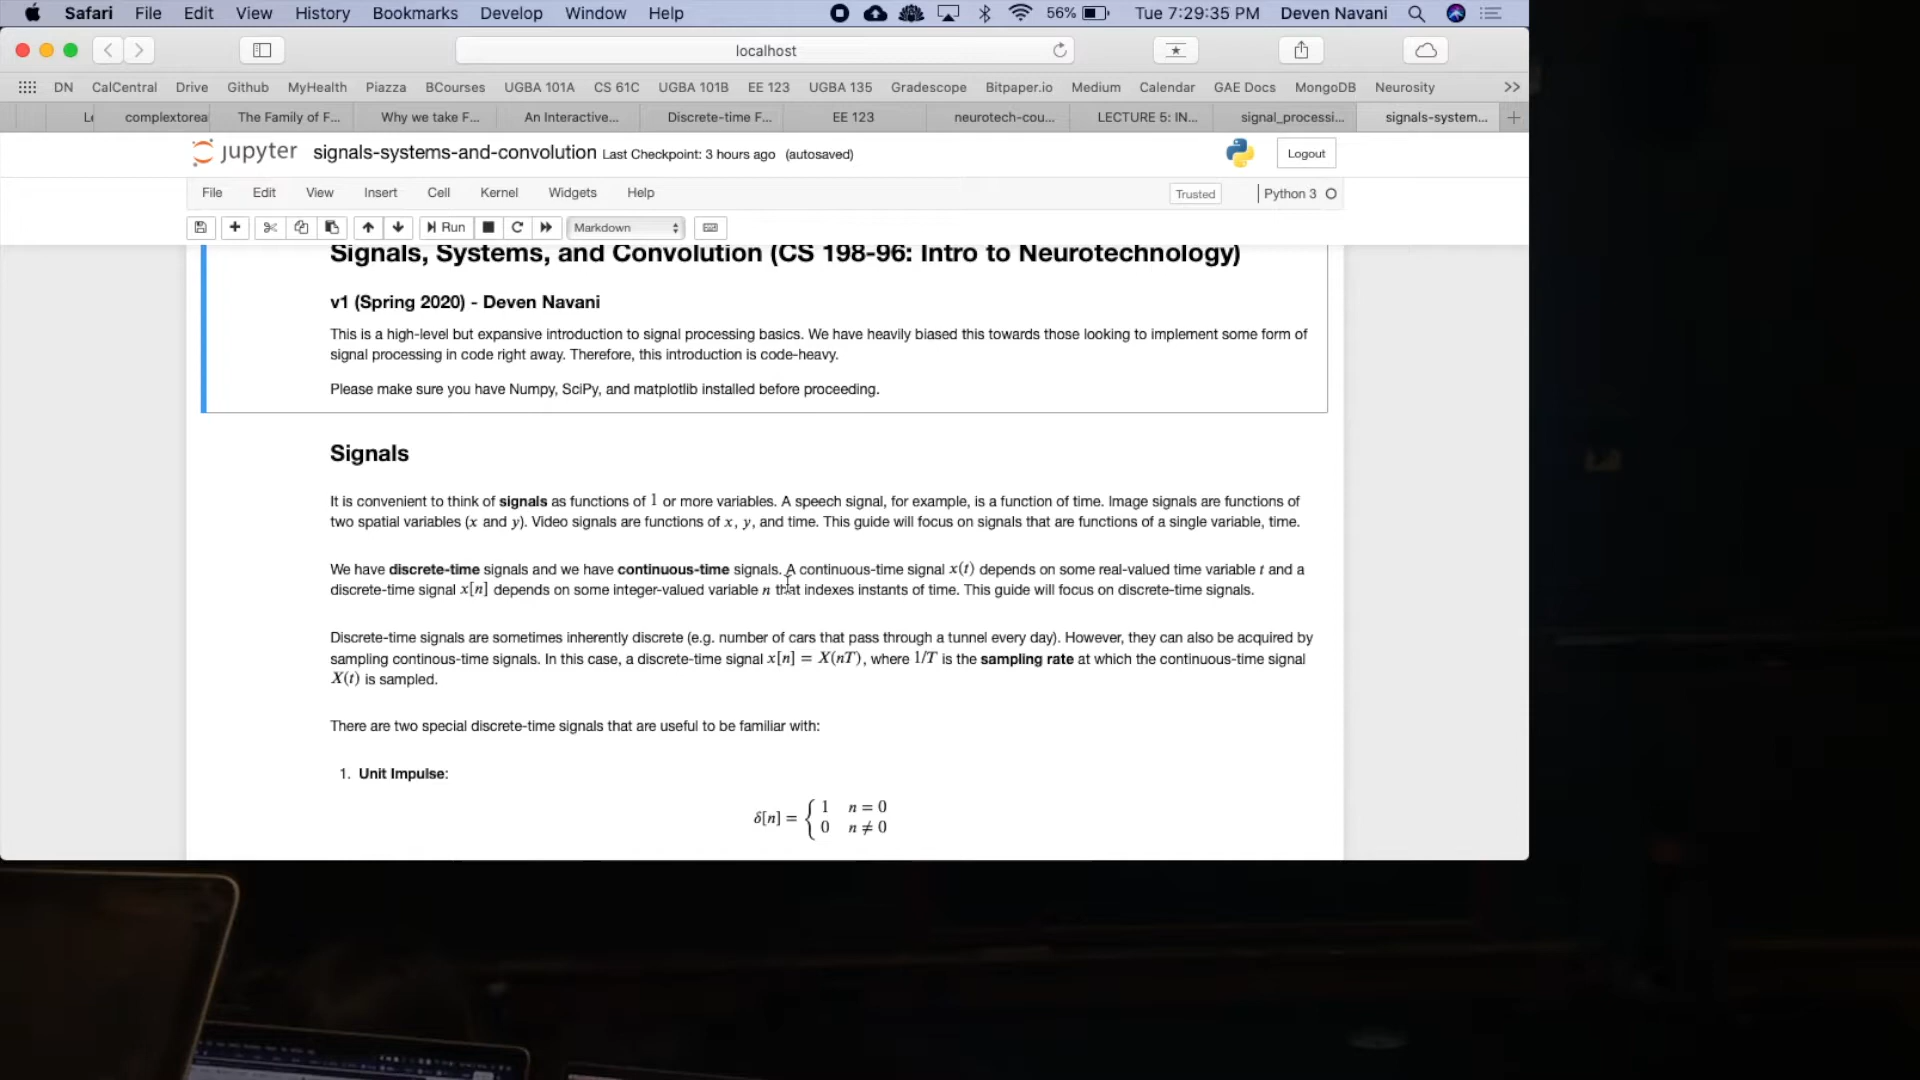 Safari File Edit View History Bookmarks Develop Window Help 56% Tue 7:29:35 PM Deven Navani
localhost
DN CalCentral Drive Github MyHealth Piazza BCourses UGBA 101A CS 61C UGBA 101B EE 123 UGBA 135 Gradescope Bitpaper.io Medium Calendar GAE Docs MongoDB Neurosity >>
Le complextorea The Family of F... Why we take F... An Interactive... Discrete-time F... EE 123 neurotech-cou... LECTURE 5: IN... signal_processi... signals-system... +
jupyter signals-systems-and-convolution Last Checkpoint: 3 hours ago (autosaved) Logout
File Edit View Insert Cell Kernel Widgets Help Trusted Python 3
Run Markdown
Signals, Systems, and Convolution (CS 198-96: Intro to Neurotechnology)
v1 (Spring 2020) - Deven Navani
This is a high-level but expansive introduction to signal processing basics. We have heavily biased this towards those looking to implement some form of
signal processing in code right away. Therefore, this introduction is code-heavy.
Please make sure you have Numpy, SciPy, and matplotlib installed before proceeding.
Signals
It is convenient to think of signals as functions of 1 or more variables. A speech signal, for example, is a function of time. Image signals are functions of
two spatial variables (x and y). Video signals are functions of x, y, and time. This guide will focus on signals that are functions of a single variable, time.
We have discrete-time signals and we have continuous-time signals. A continuous-time signal x(t) depends on some real-valued time variable t and a
discrete-time signal x[n] depends on some integer-valued variable n that indexes instants of time. This guide will focus on discrete-time signals.
Discrete-time signals are sometimes inherently discrete (e.g. number of cars that pass through a tunnel every day). However, they can also be acquired by
sampling continous-time signals. In this case, a discrete-time signal x[n] = X(nT), where 1/T is the sampling rate at which the continuous-time signal
X(t) is sampled.
There are two special discrete-time signals that are useful to be familiar with:
1. Unit Impulse:
δ[n] = { 1 n = 0
0 n ≠ 0